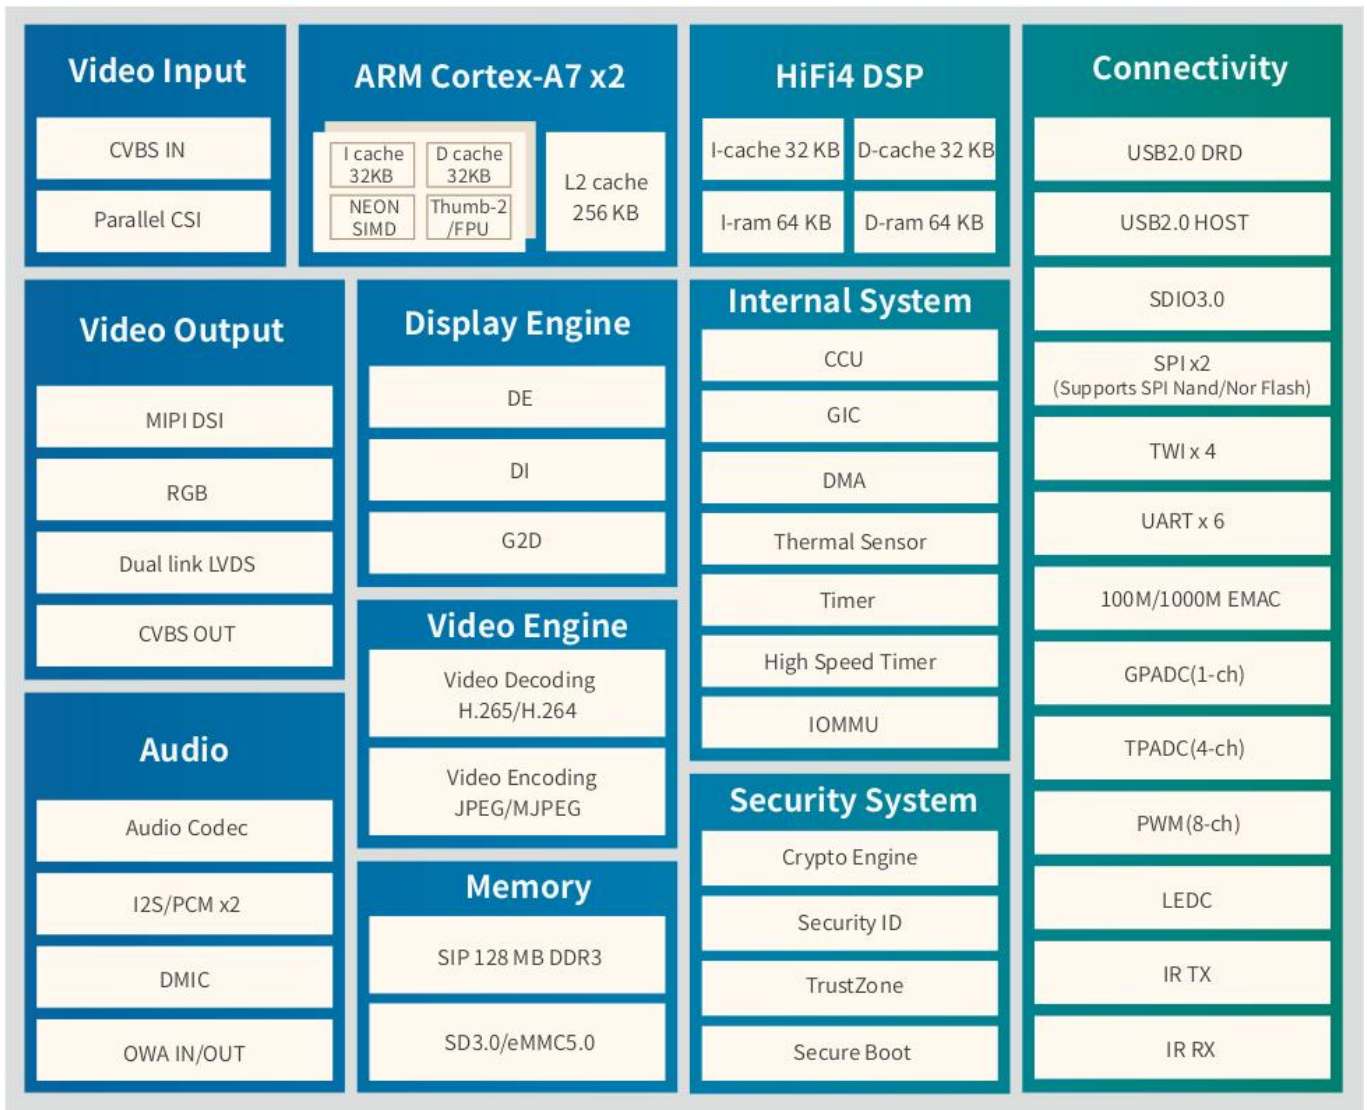 Video Input
CVBS IN
Parallel CSI
ARM Cortex-A7 x2
I cache
32KB
D cache
32KB
NEON
SIMD
Thumb-2
/FPU
L2 cache
256 KB
HiFi4 DSP
I-cache 32 KB
D-cache 32 KB
I-ram 64 KB
D-ram 64 KB
Connectivity
USB2.0 DRD
USB2.0 HOST
SDIO3.0
SPI x2
(Supports SPI Nand/Nor Flash)
TWI x 4
UART x 6
100M/1000M EMAC
GPADC(1-ch)
TPADC(4-ch)
PWM(8-ch)
LEDC
IR TX
IR RX
Video Output
MIPI DSI
RGB
Dual link LVDS
CVBS OUT
Display Engine
DE
DI
G2D
Internal System
CCU
GIC
DMA
Thermal Sensor
Timer
High Speed Timer
IOMMU
Video Engine
Video Decoding
H.265/H.264
Video Encoding
JPEG/MJPEG
Audio
Audio Codec
I2S/PCM x2
DMIC
OWA IN/OUT
Memory
SIP 128 MB DDR3
SD3.0/eMMC5.0
Security System
Crypto Engine
Security ID
TrustZone
Secure Boot